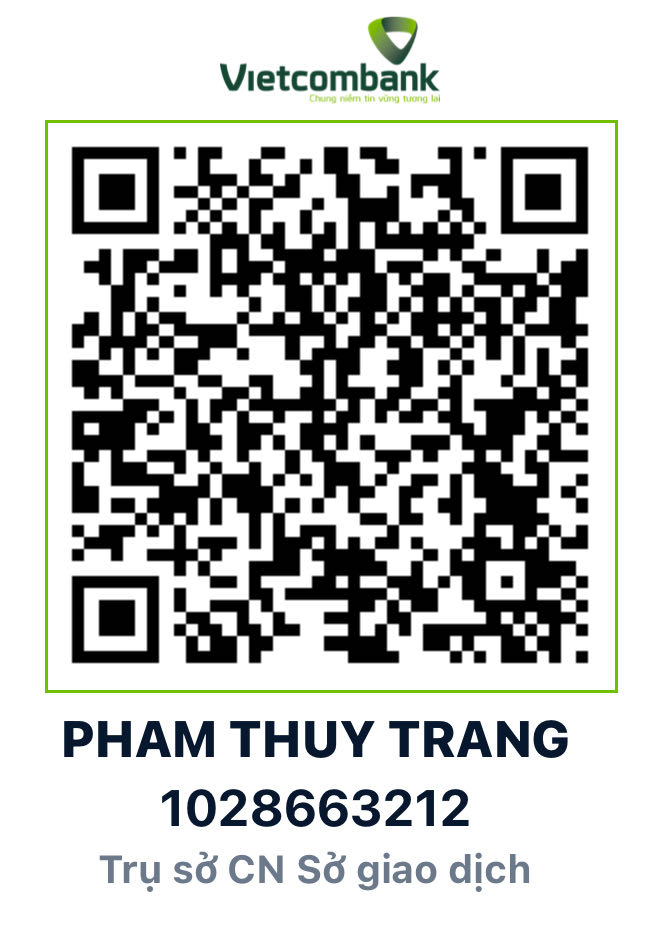 Vietcombank
Chung niềm tin vững tương lai
PHAM THUY TRANG
1028663212
Trụ sở CN Sở giao dịch